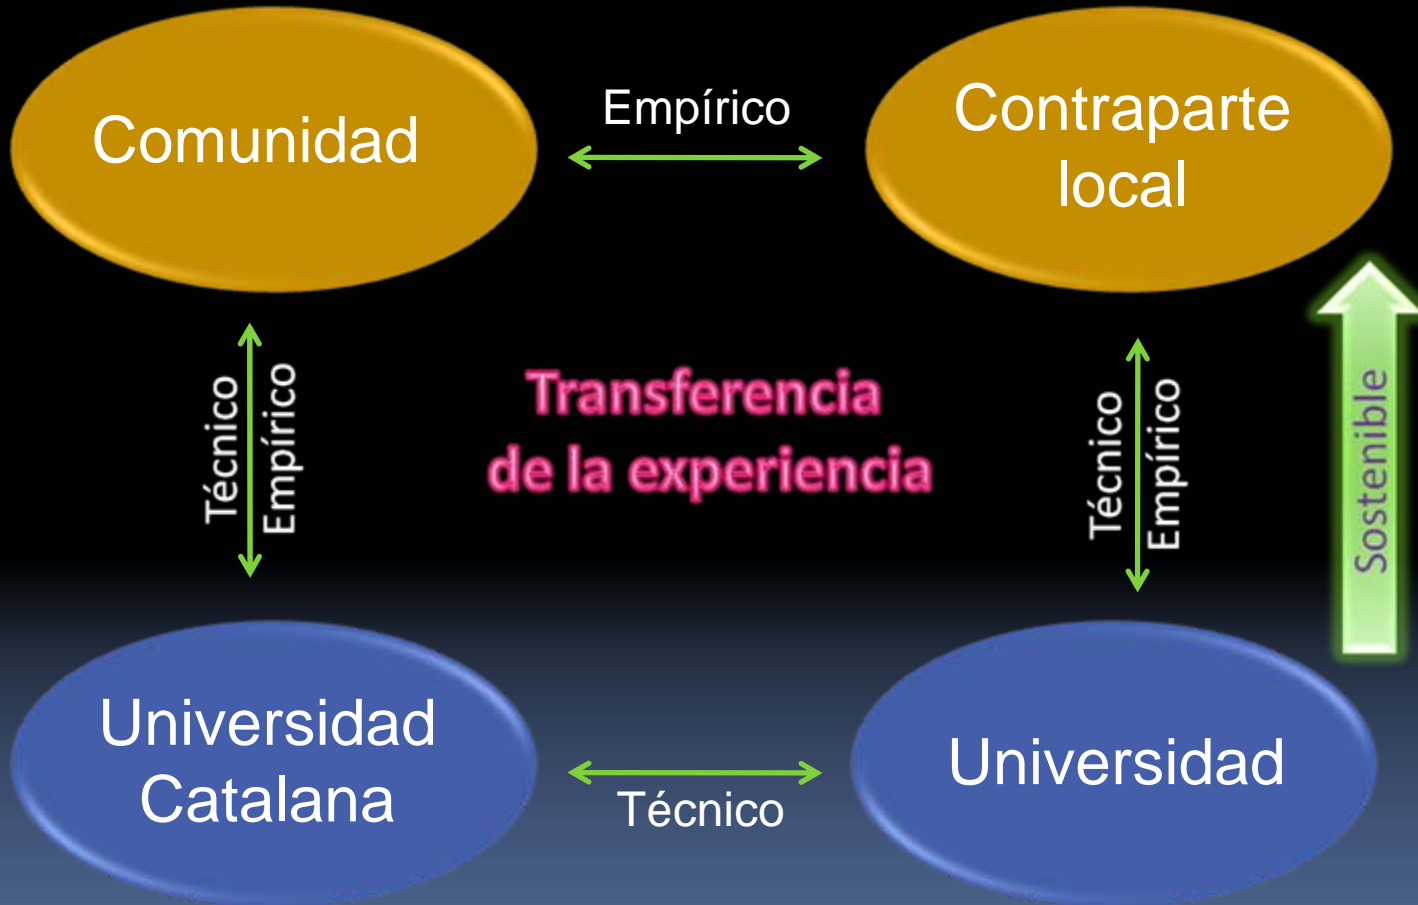 Comunidad
Empírico
Contraparte
local
Técnico
Empírico
Transferencia
de la experiencia
Técnico
Empírico
Sostenible
Universidad
Catalana
Técnico
Universidad